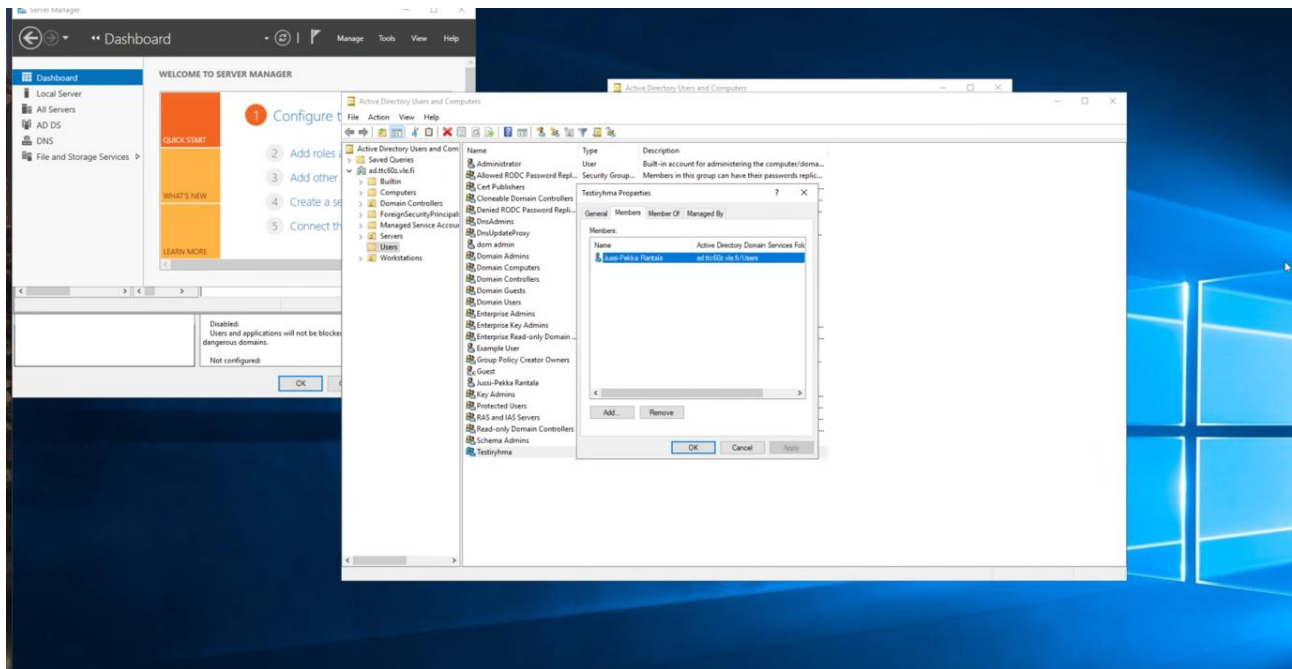 Server Manager
Dashboard
Manage Tools View Help
Dashboard
Local Server
All Servers
AD DS
DNS
File and Storage Services
WELCOME TO SERVER MANAGER
QUICK START
WHAT'S NEW
LEARN MORE
1 Configure t
2 Add roles a
3 Add other
4 Create a se
5 Connect th
Disabled:
Users and applications will not be blocke
dangerous domains.
Not configured:
OK
Active Directory Users and Computers
Active Directory Users and Computers
File Action View Help
Active Directory Users and Com
Saved Queries
ad.ttc60z.vle.fi
Builtin
Computers
Domain Controllers
ForeignSecurityPrincipals
Managed Service Accour
Servers
Users
Workstations
Name Type Description
Administrator User Built-in account for administering the computer/doma...
Allowed RODC Password Repl... Security Group... Members in this group can have their passwords replic...
Cert Publishers
Cloneable Domain Controllers
Denied RODC Password Repli...
DnsAdmins
DnsUpdateProxy
dom admin
Domain Admins
Domain Computers
Domain Controllers
Domain Guests
Domain Users
Enterprise Admins
Enterprise Key Admins
Enterprise Read-only Domain ...
Example User
Group Policy Creator Owners
Guest
Jussi-Pekka Rantala
Key Admins
Protected Users
RAS and IAS Servers
Read-only Domain Controllers
Schema Admins
Testiryhma
Testiryhma Properties ?
General Members Member Of Managed By
Members:
Name Active Directory Domain Services Fold
Jussi-Pekka Rantala ad.ttc60z.vle.fi/Users
Add... Remove
OK Cancel Apply